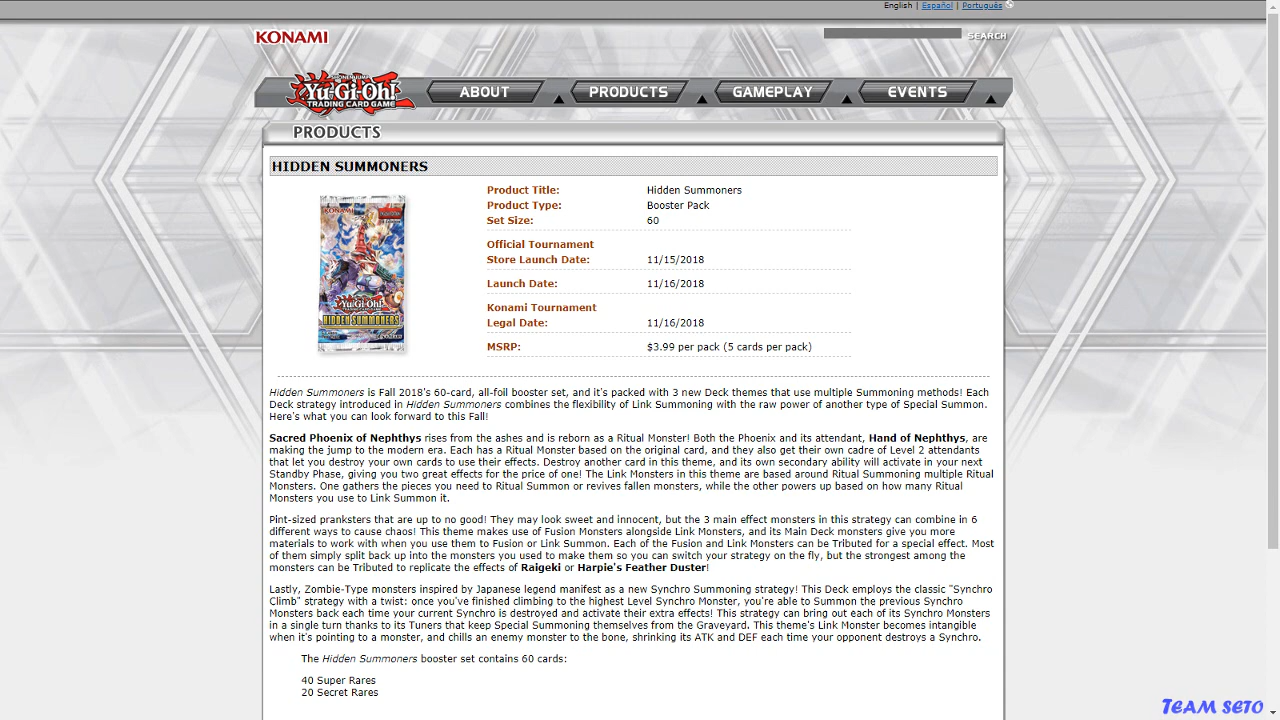 English | Español | Português
KONAMI
SEARCH
Yu-Gi-Oh!
TRADING CARD GAME
ABOUT
PRODUCTS
GAMEPLAY
EVENTS
PRODUCTS
HIDDEN SUMMONERS
KONAMI
Yu-Gi-Oh!
HIDDEN SUMMONERS
Product Title: Hidden Summoners
Product Type: Booster Pack
Set Size: 60
Official Tournament
Store Launch Date: 11/15/2018
Launch Date: 11/16/2018
Konami Tournament
Legal Date: 11/16/2018
MSRP: $3.99 per pack (5 cards per pack)
Hidden Summoners is Fall 2018's 60-card, all-foil booster set, and it's packed with 3 new Deck themes that use multiple Summoning methods! Each
Deck strategy introduced in Hidden Summoners combines the flexibility of Link Summoning with the raw power of another type of Special Summon.
Here's what you can look forward to this Fall!
Sacred Phoenix of Nephthys rises from the ashes and is reborn as a Ritual Monster! Both the Phoenix and its attendant, Hand of Nephthys, are
making the jump to the modern era. Each has a Ritual Monster based on the original card, and they also get their own cadre of Level 2 attendants
that let you destroy your own cards to use their effects. Destroy another card in this theme, and its own secondary ability will activate in your next
Standby Phase, giving you two great effects for the price of one! The Link Monsters in this theme are based around Ritual Summoning multiple Ritual
Monsters. One gathers the pieces you need to Ritual Summon or revives fallen monsters, while the other powers up based on how many Ritual
Monsters you use to Link Summon it.
Pint-sized pranksters that are up to no good! They may look sweet and innocent, but the 3 main effect monsters in this strategy can combine in 6
different ways to cause chaos! This theme makes use of Fusion Monsters alongside Link Monsters, and its Main Deck monsters give you more
materials to work with when you use them to Fusion or Link Summon. Each of the Fusion and Link Monsters can be Tributed for a special effect. Most
of them simply split back up into the monsters you used to make them so you can switch your strategy on the fly, but the strongest among the
monsters can be Tributed to replicate the effects of Raigeki or Harpie's Feather Duster!
Lastly, Zombie-Type monsters inspired by Japanese legend manifest as a new Synchro Summoning strategy! This Deck employs the classic "Synchro
Climb" strategy with a twist: once you've finished climbing to the highest Level Synchro Monster, you're able to Summon the previous Synchro
Monsters back each time your current Synchro is destroyed and activate their extra effects! This strategy can bring out each of its Synchro Monsters
in a single turn thanks to its Tuners that keep Special Summoning themselves from the Graveyard. This theme's Link Monster becomes intangible
when it's pointing to a monster, and chills an enemy monster to the bone, shrinking its ATK and DEF each time your opponent destroys a Synchro.
The Hidden Summoners booster set contains 60 cards:
40 Super Rares
20 Secret Rares
TEAM SETO